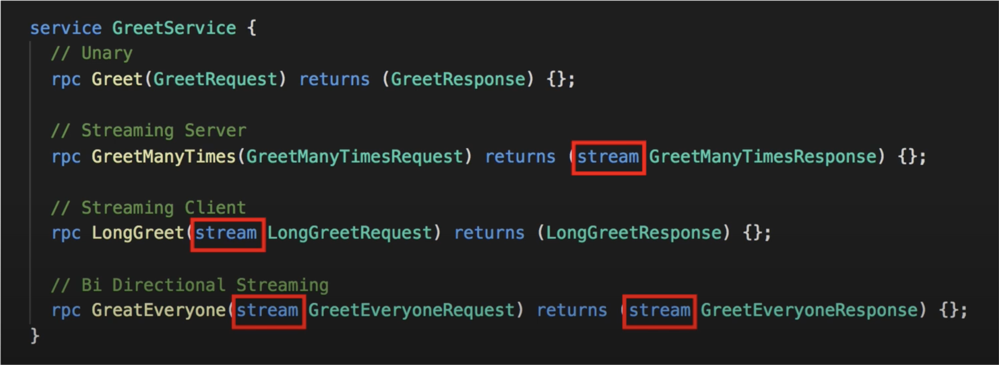 service GreetService {
// Unary
rpc Greet(GreetRequest) returns (GreetResponse) {};
// Streaming Server
rpc GreetManyTimes(GreetManyTimesRequest) returns (stream GreetManyTimesResponse) {};
// Streaming Client
rpc LongGreet(stream LongGreetRequest) returns (LongGreetResponse) {};
// Bi Directional Streaming
rpc GreatEveryone(stream GreetEveryoneRequest) returns (stream GreetEveryoneResponse) {};
}